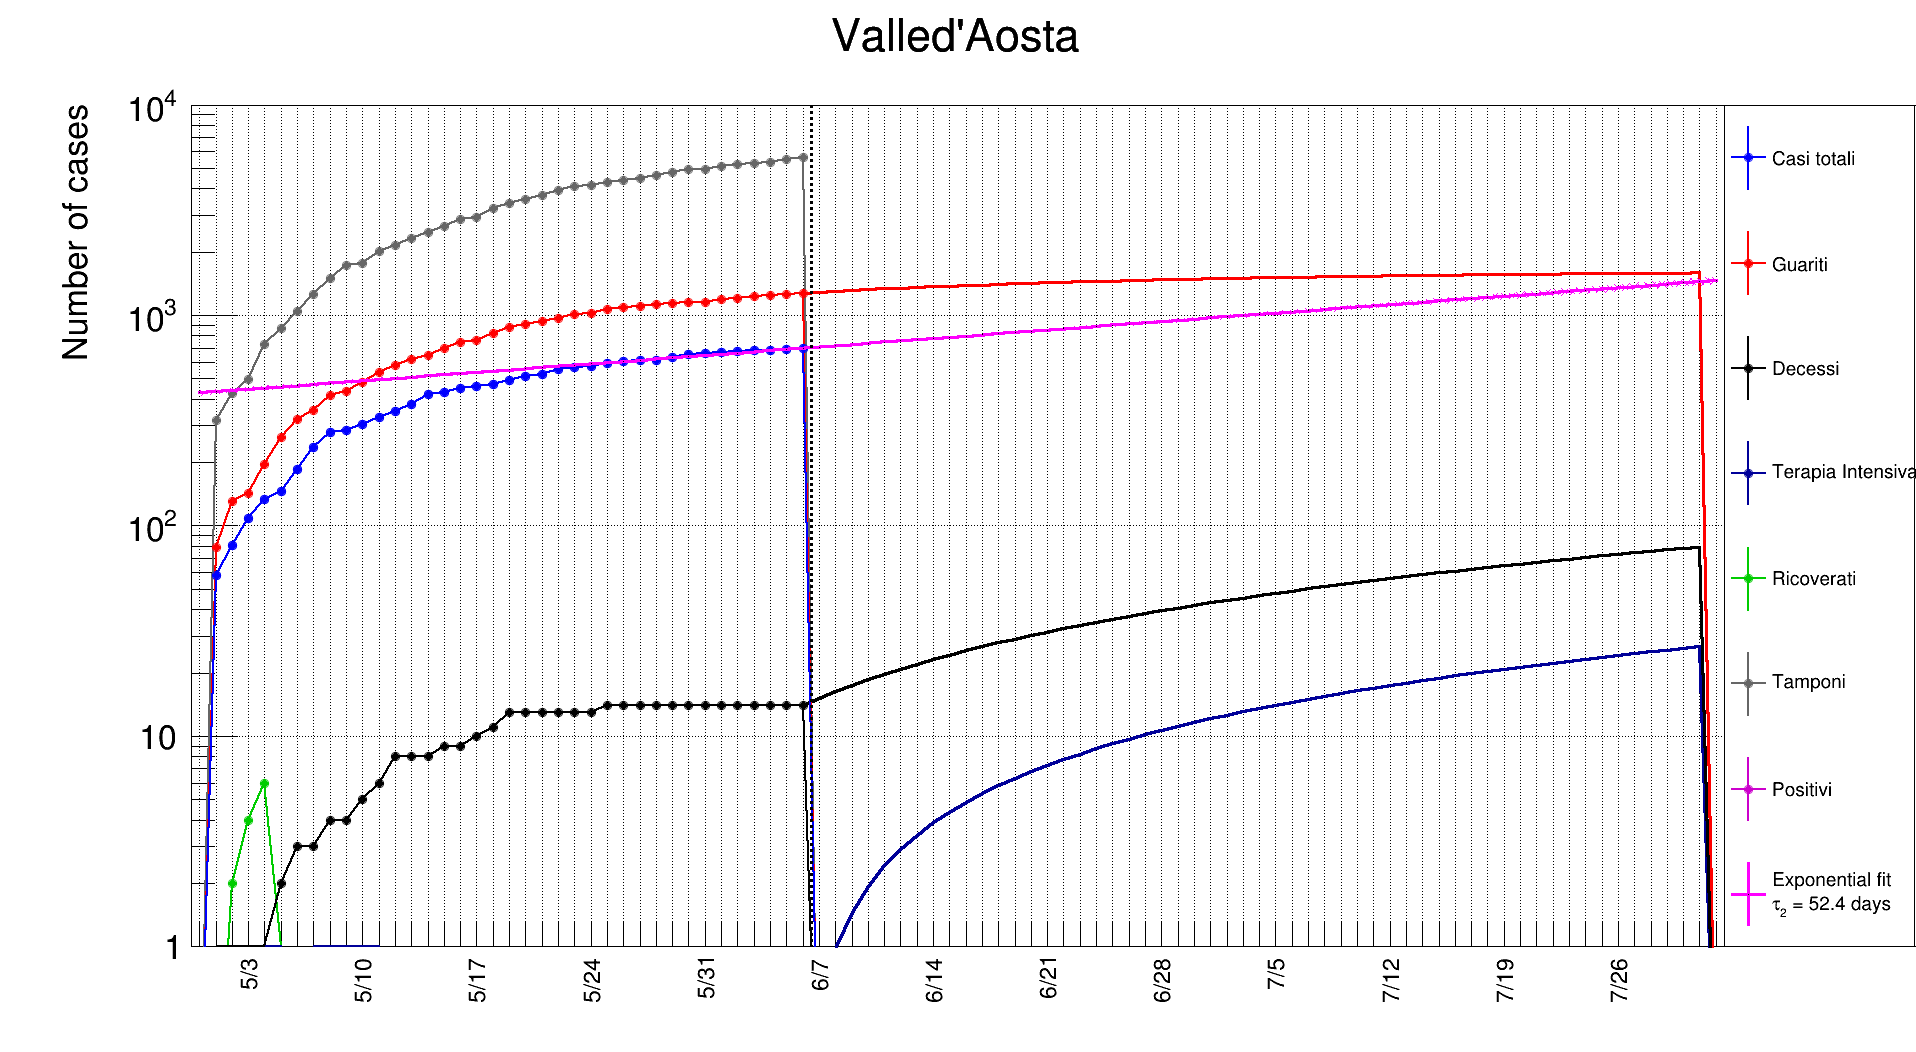 Valled'Aosta
Number of cases
10^4
10^3
10^2
10
1
5/3
5/10
5/17
5/24
5/31
6/7
6/14
6/21
6/28
7/5
7/12
7/19
7/26
Casi totali
Guariti
Decessi
Terapia Intensiva
Ricoverati
Tamponi
Positivi
Exponential fit
τ_2 = 52.4 days